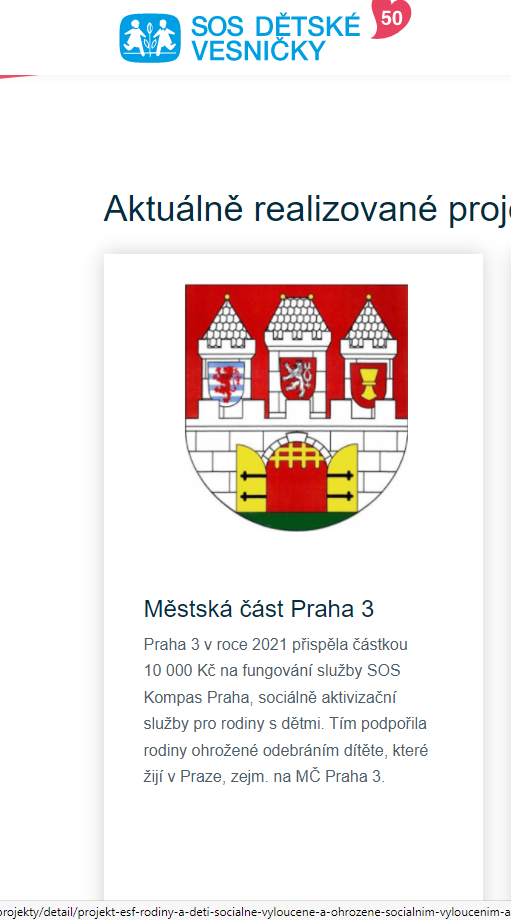 SOS DĚTSKÉ
VESNIČKY
50
Aktuálně realizované
Městská část Praha 3
Praha 3 v roce 2021 přispěla částkou
10 000 Kč na fungování služby SOS
Kompas Praha, sociálně aktivizační
služby pro rodiny s dětmi. Tím podpořila
rodiny ohrožené odebráním dítěte, které
žijí v Praze, zejm. na MČ Praha 3.
projekty/detail/projekt-esf-rodiny-a-deti-socialne-vyloucene-a-ohrozene-socialnim-vyloucenim-a